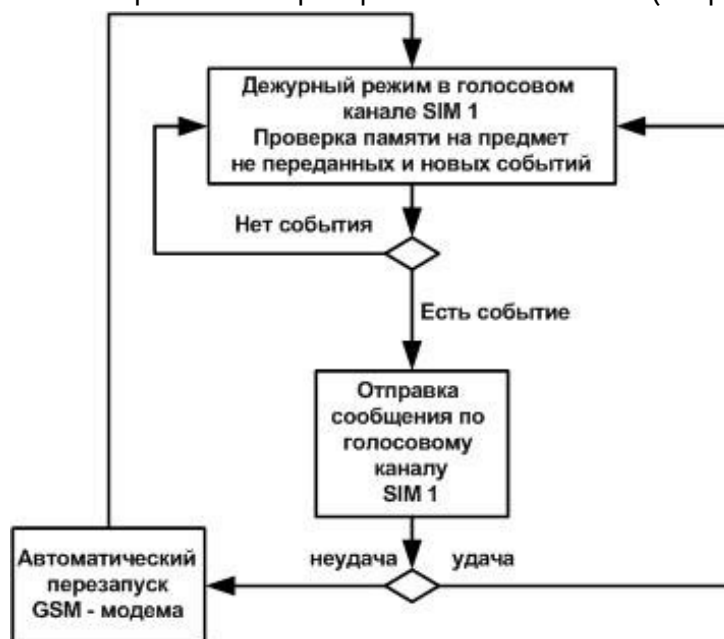 Дежурный режим в голосовом
канале SIM 1
Проверка памяти на предмет
не переданных и новых событий
Нет события
Есть событие
Отправка
сообщения по
голосовому
каналу
SIM 1
неудача
удача
Автоматический
перезапуск
GSM - модема